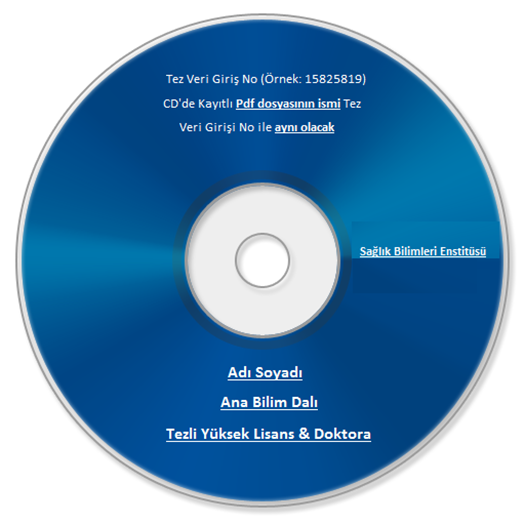 Tez Veri Giriş No (Örnek: 15825819)
CD'de Kayıtlı Pdf dosyasının ismi Tez
Veri Girişi No ile aynı olacak
Sağlık Bilimleri Enstitüsü
Adı Soyadı
Ana Bilim Dalı
Tezli Yüksek Lisans & Doktora